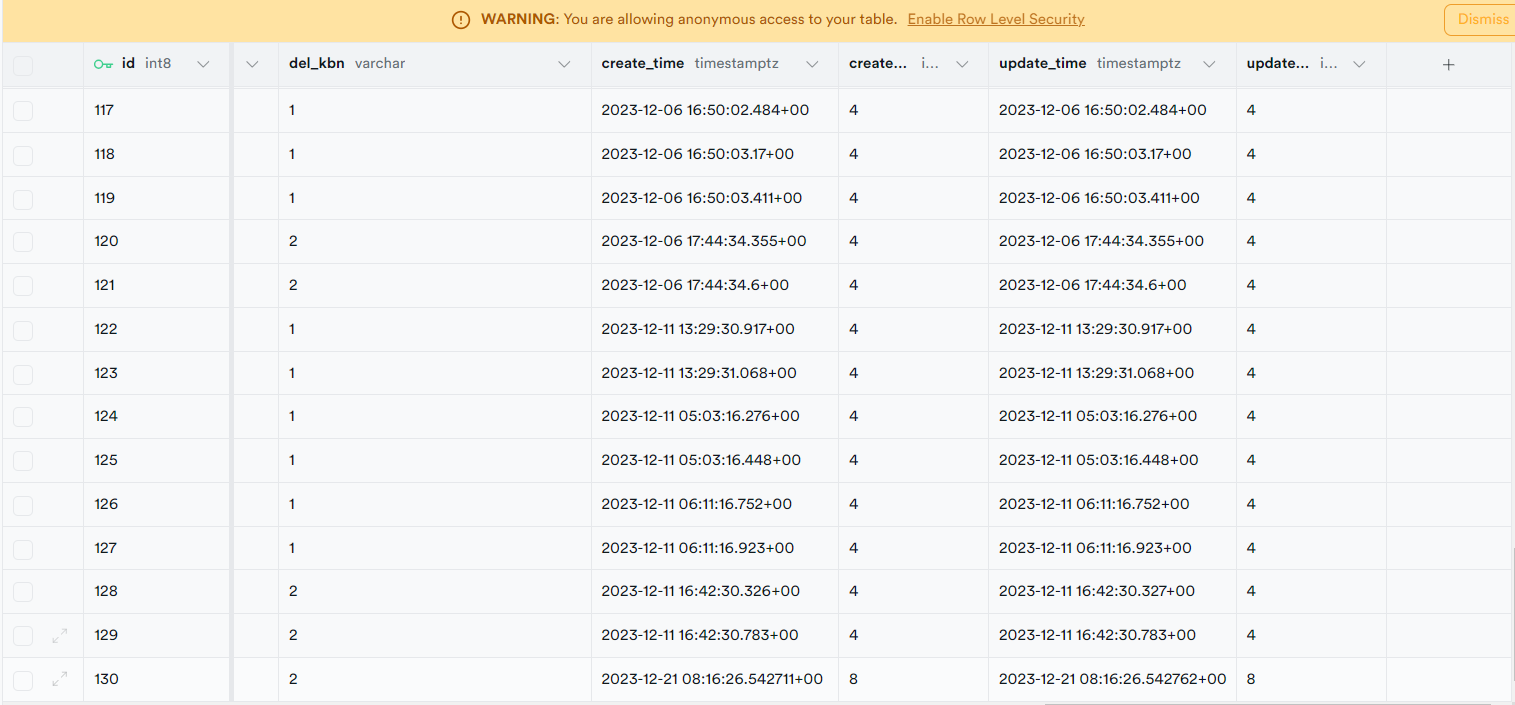 WARNING: You are allowing anonymous access to your table. Enable Row Level Security Dismiss
id int8 del_kbn varchar create_time timestamptz create... i... update_time timestamptz update... i... +
117 1 2023-12-06 16:50:02.484+00 4 2023-12-06 16:50:02.484+00 4
118 1 2023-12-06 16:50:03.17+00 4 2023-12-06 16:50:03.17+00 4
119 1 2023-12-06 16:50:03.411+00 4 2023-12-06 16:50:03.411+00 4
120 2 2023-12-06 17:44:34.355+00 4 2023-12-06 17:44:34.355+00 4
121 2 2023-12-06 17:44:34.6+00 4 2023-12-06 17:44:34.6+00 4
122 1 2023-12-11 13:29:30.917+00 4 2023-12-11 13:29:30.917+00 4
123 1 2023-12-11 13:29:31.068+00 4 2023-12-11 13:29:31.068+00 4
124 1 2023-12-11 05:03:16.276+00 4 2023-12-11 05:03:16.276+00 4
125 1 2023-12-11 05:03:16.448+00 4 2023-12-11 05:03:16.448+00 4
126 1 2023-12-11 06:11:16.752+00 4 2023-12-11 06:11:16.752+00 4
127 1 2023-12-11 06:11:16.923+00 4 2023-12-11 06:11:16.923+00 4
128 2 2023-12-11 16:42:30.326+00 4 2023-12-11 16:42:30.327+00 4
129 2 2023-12-11 16:42:30.783+00 4 2023-12-11 16:42:30.783+00 4
130 2 2023-12-21 08:16:26.542711+00 8 2023-12-21 08:16:26.542762+00 8